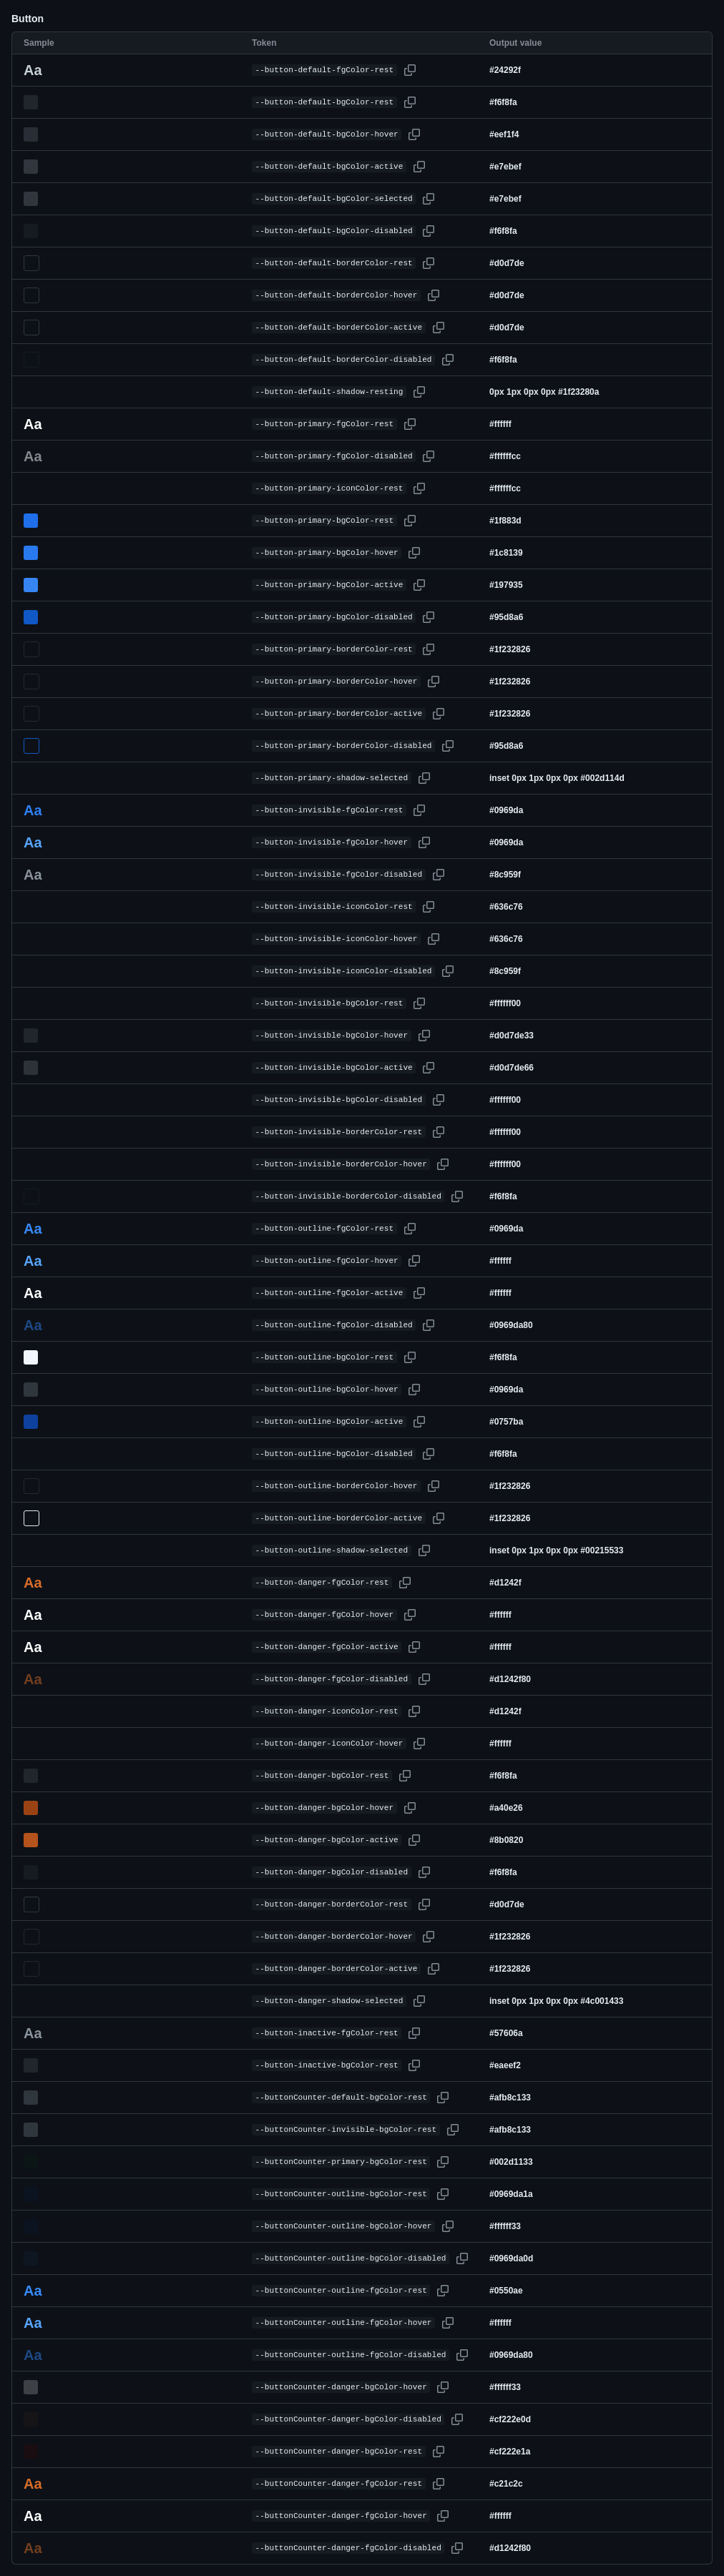 Button
Sample Token Output value
Aa --button-default-fgColor-rest #24292f
--button-default-bgColor-rest #f6f8fa
--button-default-bgColor-hover #eef1f4
--button-default-bgColor-active #e7ebef
--button-default-bgColor-selected #e7ebef
--button-default-bgColor-disabled #f6f8fa
--button-default-borderColor-rest #d0d7de
--button-default-borderColor-hover #d0d7de
--button-default-borderColor-active #d0d7de
--button-default-borderColor-disabled #f6f8fa
--button-default-shadow-resting 0px 1px 0px 0px #1f23280a
Aa --button-primary-fgColor-rest #ffffff
Aa --button-primary-fgColor-disabled #ffffffcc
--button-primary-iconColor-rest #ffffffcc
--button-primary-bgColor-rest #1f883d
--button-primary-bgColor-hover #1c8139
--button-primary-bgColor-active #197935
--button-primary-bgColor-disabled #95d8a6
--button-primary-borderColor-rest #1f232826
--button-primary-borderColor-hover #1f232826
--button-primary-borderColor-active #1f232826
--button-primary-borderColor-disabled #95d8a6
--button-primary-shadow-selected inset 0px 1px 0px 0px #002d114d
Aa --button-invisible-fgColor-rest #0969da
Aa --button-invisible-fgColor-hover #0969da
Aa --button-invisible-fgColor-disabled #8c959f
--button-invisible-iconColor-rest #636c76
--button-invisible-iconColor-hover #636c76
--button-invisible-iconColor-disabled #8c959f
--button-invisible-bgColor-rest #ffffff00
--button-invisible-bgColor-hover #d0d7de33
--button-invisible-bgColor-active #d0d7de66
--button-invisible-bgColor-disabled #ffffff00
--button-invisible-borderColor-rest #ffffff00
--button-invisible-borderColor-hover #ffffff00
--button-invisible-borderColor-disabled #f6f8fa
Aa --button-outline-fgColor-rest #0969da
Aa --button-outline-fgColor-hover #ffffff
Aa --button-outline-fgColor-active #ffffff
Aa --button-outline-fgColor-disabled #0969da80
--button-outline-bgColor-rest #f6f8fa
--button-outline-bgColor-hover #0969da
--button-outline-bgColor-active #0757ba
--button-outline-bgColor-disabled #f6f8fa
--button-outline-borderColor-hover #1f232826
--button-outline-borderColor-active #1f232826
--button-outline-shadow-selected inset 0px 1px 0px 0px #00215533
Aa --button-danger-fgColor-rest #d1242f
Aa --button-danger-fgColor-hover #ffffff
Aa --button-danger-fgColor-active #ffffff
Aa --button-danger-fgColor-disabled #d1242f80
--button-danger-iconColor-rest #d1242f
--button-danger-iconColor-hover #ffffff
--button-danger-bgColor-rest #f6f8fa
--button-danger-bgColor-hover #a40e26
--button-danger-bgColor-active #8b0820
--button-danger-bgColor-disabled #f6f8fa
--button-danger-borderColor-rest #d0d7de
--button-danger-borderColor-hover #1f232826
--button-danger-borderColor-active #1f232826
--button-danger-shadow-selected inset 0px 1px 0px 0px #4c001433
Aa --button-inactive-fgColor-rest #57606a
--button-inactive-bgColor-rest #eaeef2
--buttonCounter-default-bgColor-rest #afb8c133
--buttonCounter-invisible-bgColor-rest #afb8c133
--buttonCounter-primary-bgColor-rest #002d1133
--buttonCounter-outline-bgColor-rest #0969da1a
--buttonCounter-outline-bgColor-hover #ffffff33
--buttonCounter-outline-bgColor-disabled #0969da0d
Aa --buttonCounter-outline-fgColor-rest #0550ae
Aa --buttonCounter-outline-fgColor-hover #ffffff
Aa --buttonCounter-outline-fgColor-disabled #0969da80
--buttonCounter-danger-bgColor-hover #ffffff33
--buttonCounter-danger-bgColor-disabled #cf222e0d
--buttonCounter-danger-bgColor-rest #cf222e1a
Aa --buttonCounter-danger-fgColor-rest #c21c2c
Aa --buttonCounter-danger-fgColor-hover #ffffff
Aa --buttonCounter-danger-fgColor-disabled #d1242f80